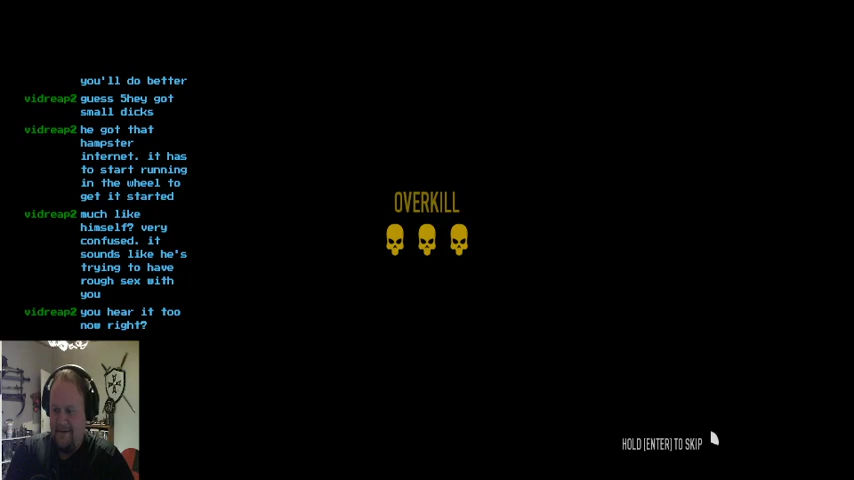 you'll do better
vidreap2 guess 5hey got
small dicks
vidreap2 he got that
hampster
internet. it has
to start running
in the wheel to
get it started
vidreap2 much like
himself? very
confused. it
sounds like he's
trying to have
rough sex with
you
vidreap2 you hear it too
now right?
OVERKILL
HOLD [ENTER] TO SKIP